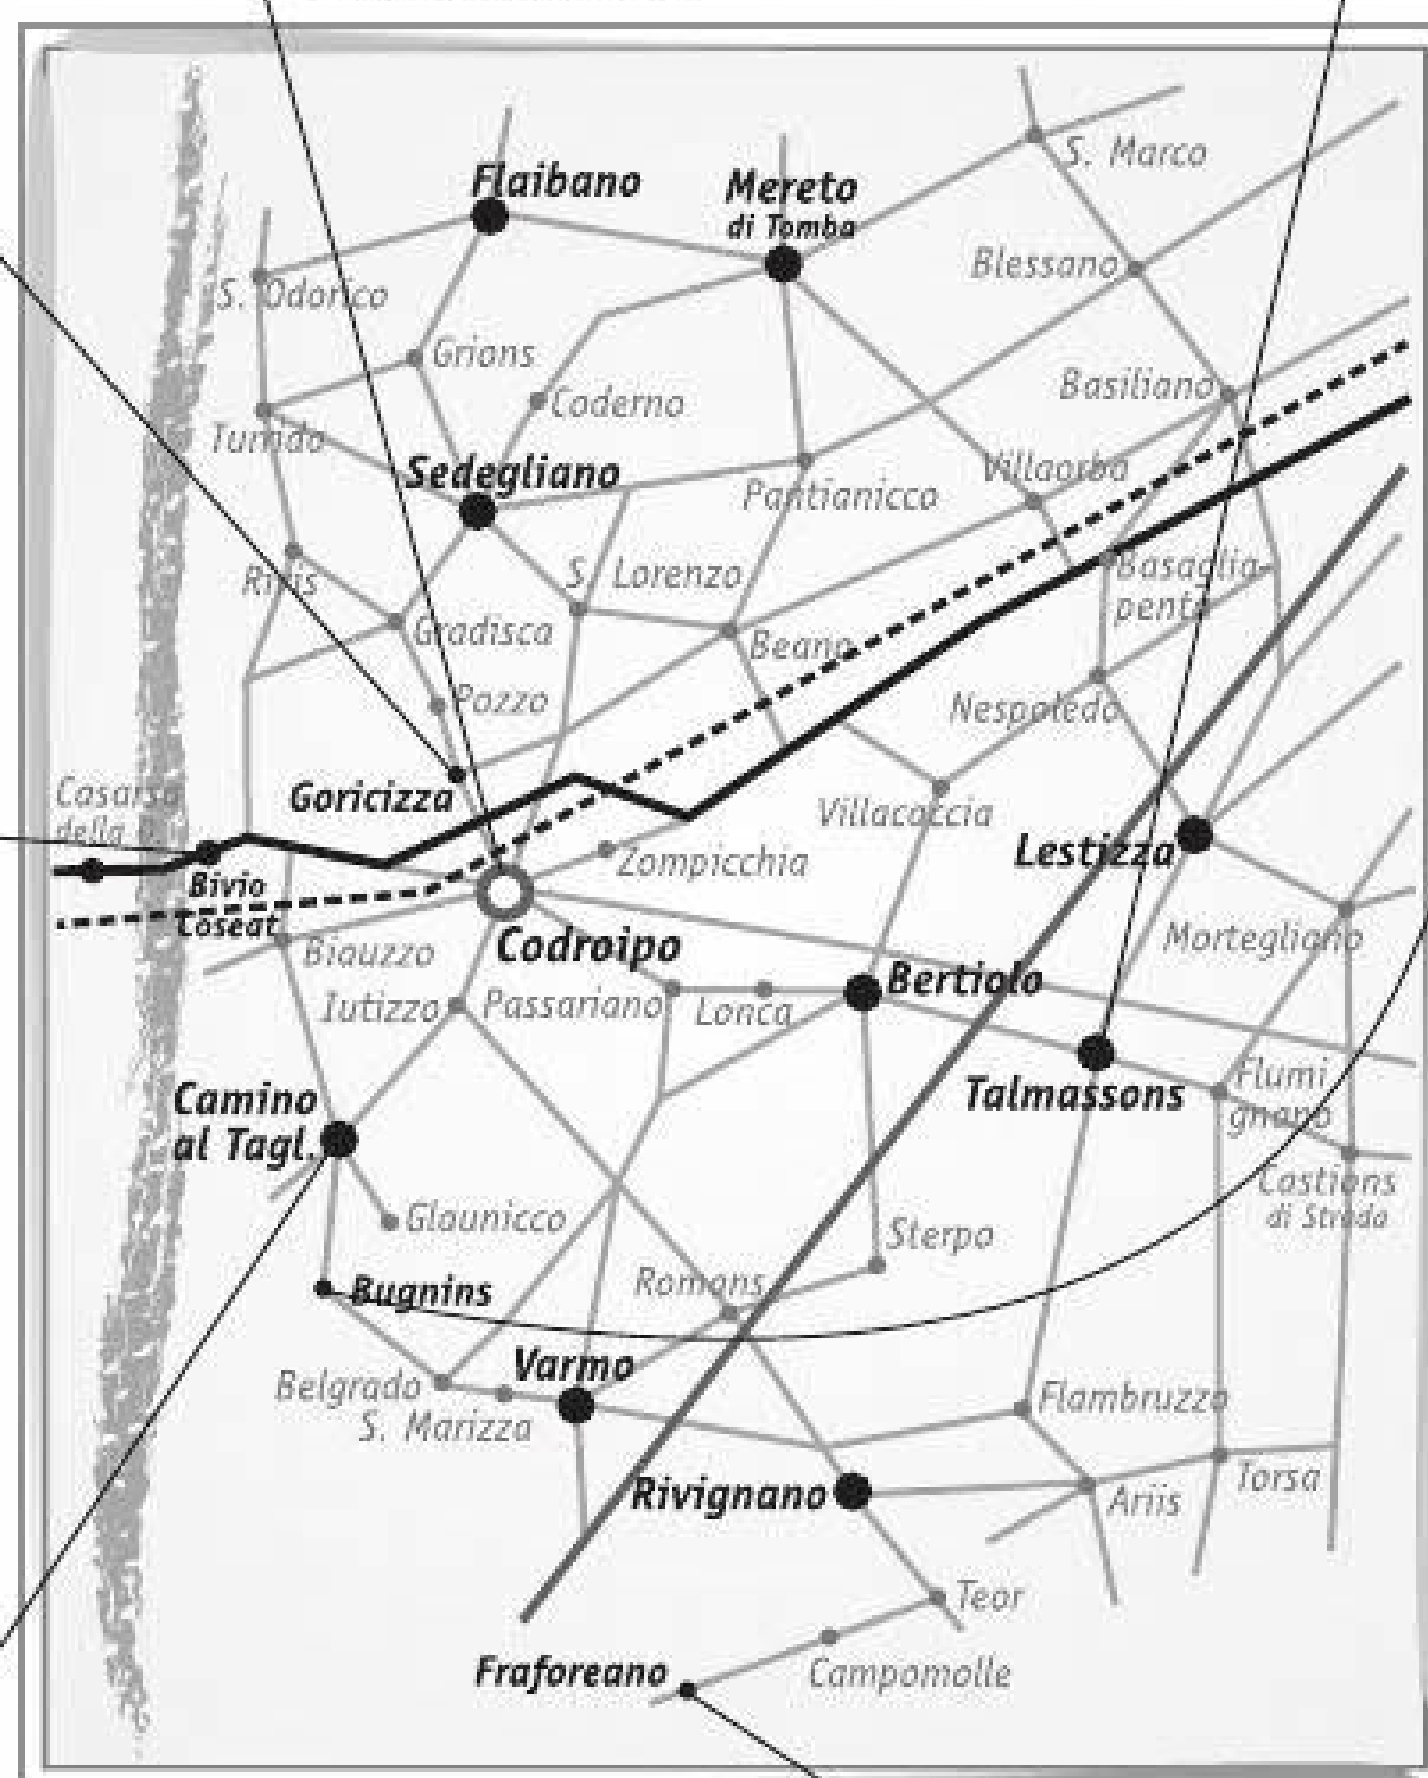 S. Marco
Flaibano
Mereto
di Tomba
Blessano
S. Odorico
Grions
Basiliano
Coderno
Turrida
Sedegliano
Villaorba
Pantianicco
Rivis
S. Lorenzo
Basaglia-
penta
Gradisca
Beano
Pozzo
Nespoledo
Casarsa
della
Goricizza
Villacaccia
Lestizza
Zompicchia
Bivio
Coseat
Biauzzo
Codroipo
Mortegliano
Iutizzo
Passariano
Lonca
Bertiolo
Camino
al Tagl.
Talmassons
Flumi
gnano
Castions
di Strada
Glaunicco
Sterpo
Bugnins
Romans
Varmo
Belgrado
S. Marizza
Flambruzzo
Rivignano
Ariis
Torsa
Teor
Fraforeano
Campomolle